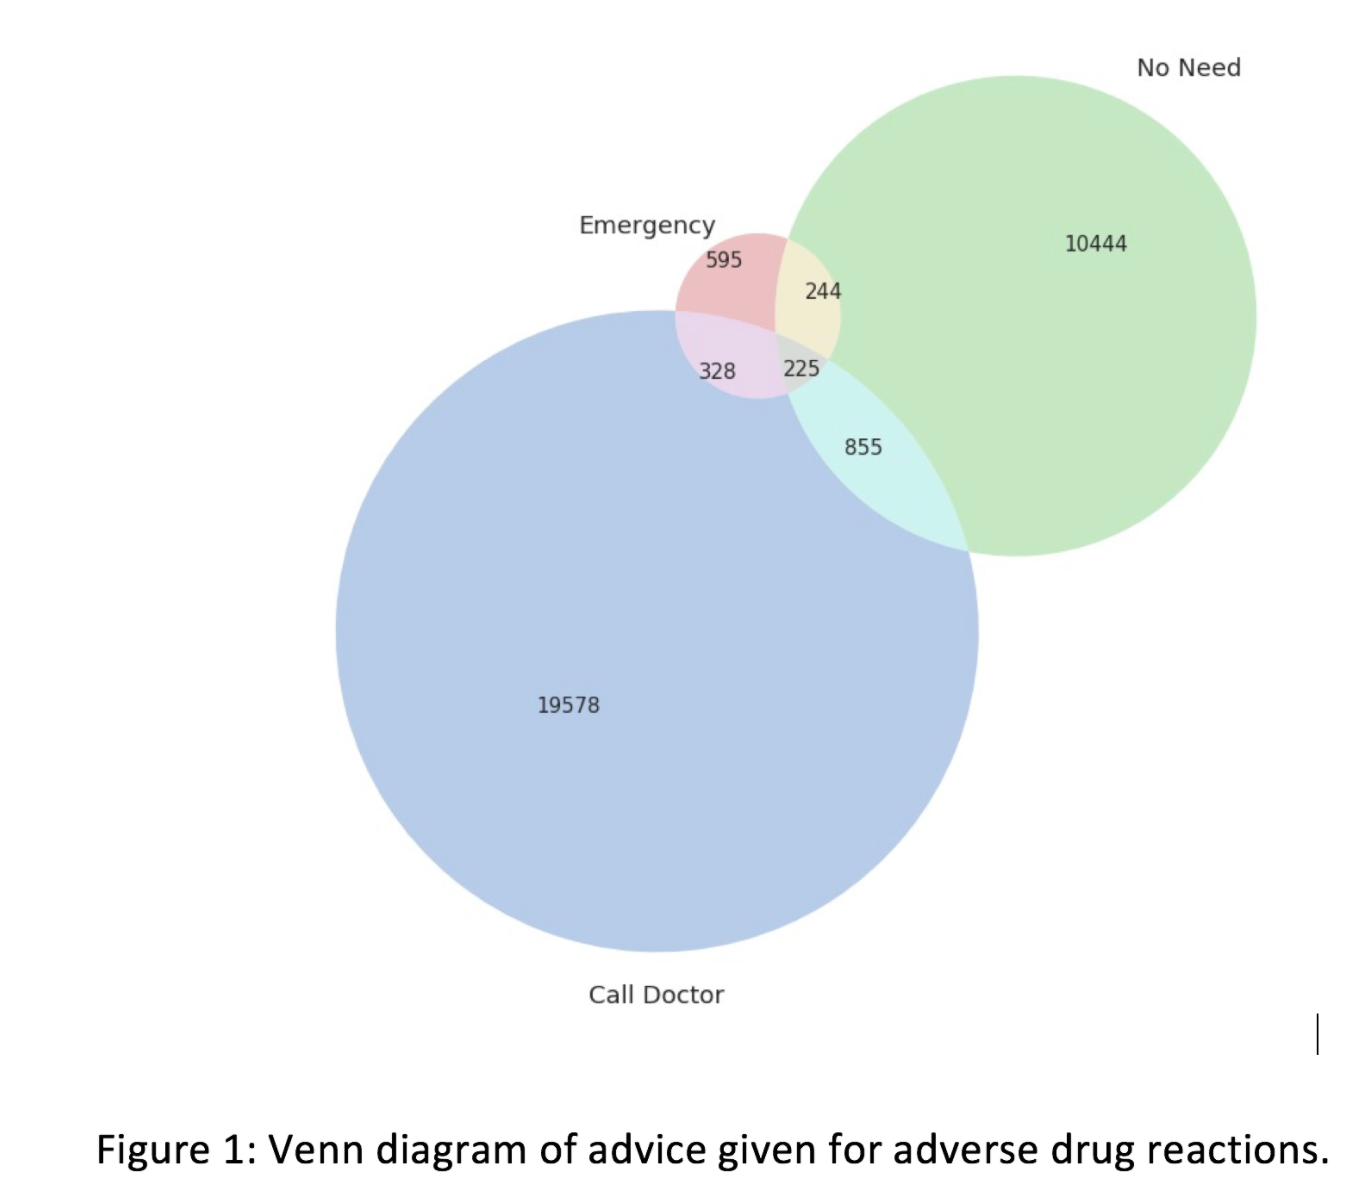 No Need
Emergency
10444
595
244
328
225
855
19578
Call Doctor
Figure 1: Venn diagram of advice given for adverse drug reactions.